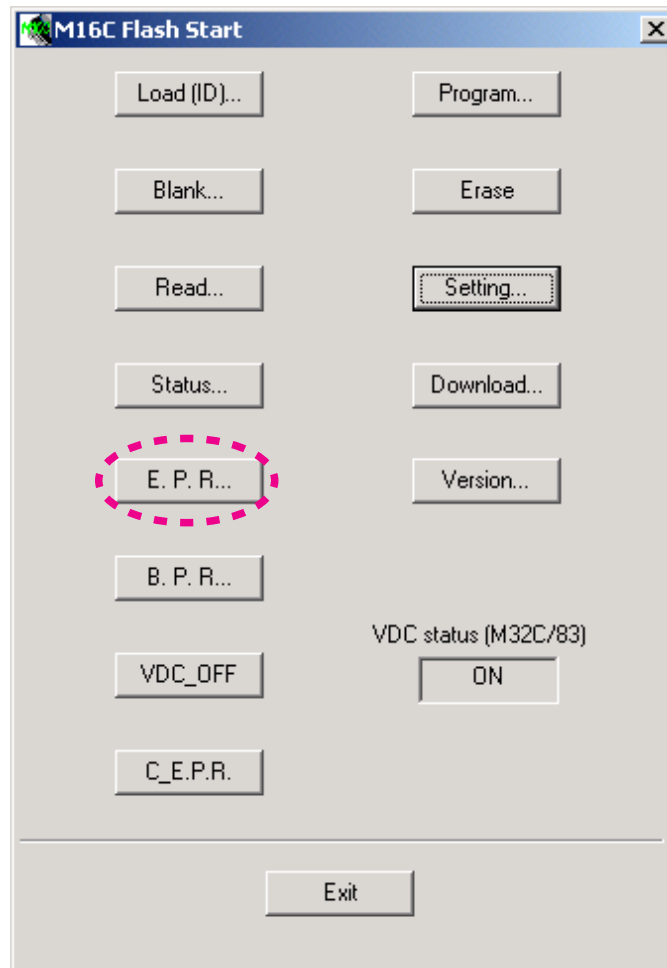 M16C Flash Start
Load (ID)... Program...
Blank... Erase
Read... Setting...
Status... Download...
E. P. R... Version...
B. P. R...
VDC status (M32C/83)
VDC_OFF ON
C_E.P.R.
Exit